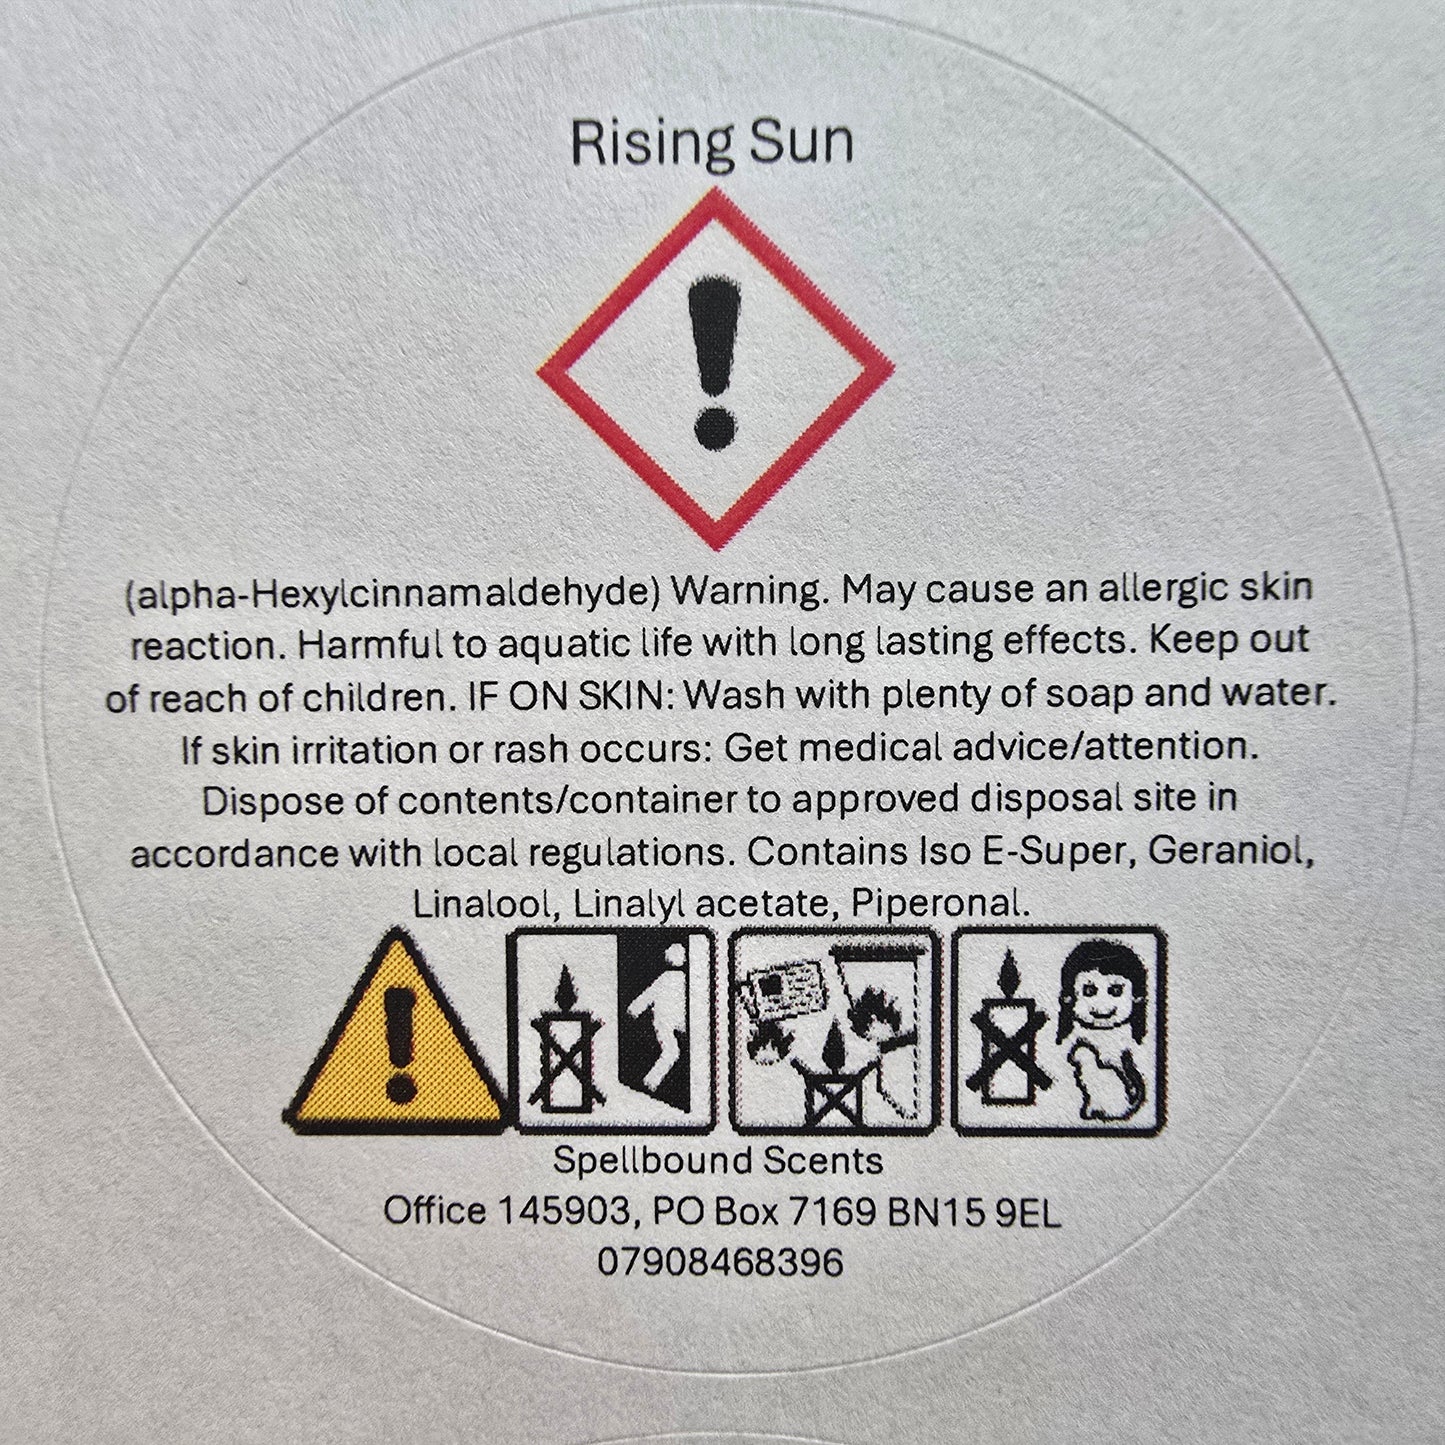 Rising Sun
(alpha-Hexylcinnamaldehyde) Warning. May cause an allergic skin
reaction. Harmful to aquatic life with long lasting effects. Keep out
of reach of children. IF ON SKIN: Wash with plenty of soap and water.
If skin irritation or rash occurs: Get medical advice/attention.
Dispose of contents/container to approved disposal site in
accordance with local regulations. Contains Iso E-Super, Geraniol,
Linalool, Linalyl acetate, Piperonal.
Spellbound Scents
Office 145903, PO Box 7169 BN15 9EL
07908468396